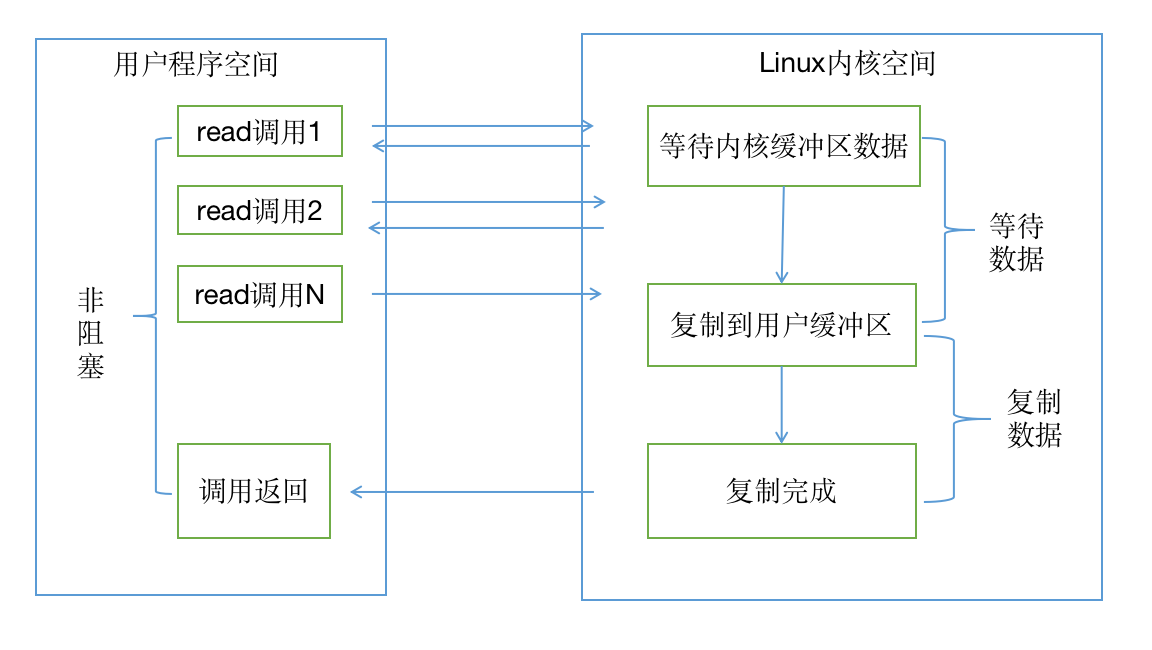 用户程序空间
read调用1
read调用2
read调用N
非
阻
塞
调用返回
Linux内核空间
等待内核缓冲区数据
等待
数据
复制到用户缓冲区
复制
数据
复制完成